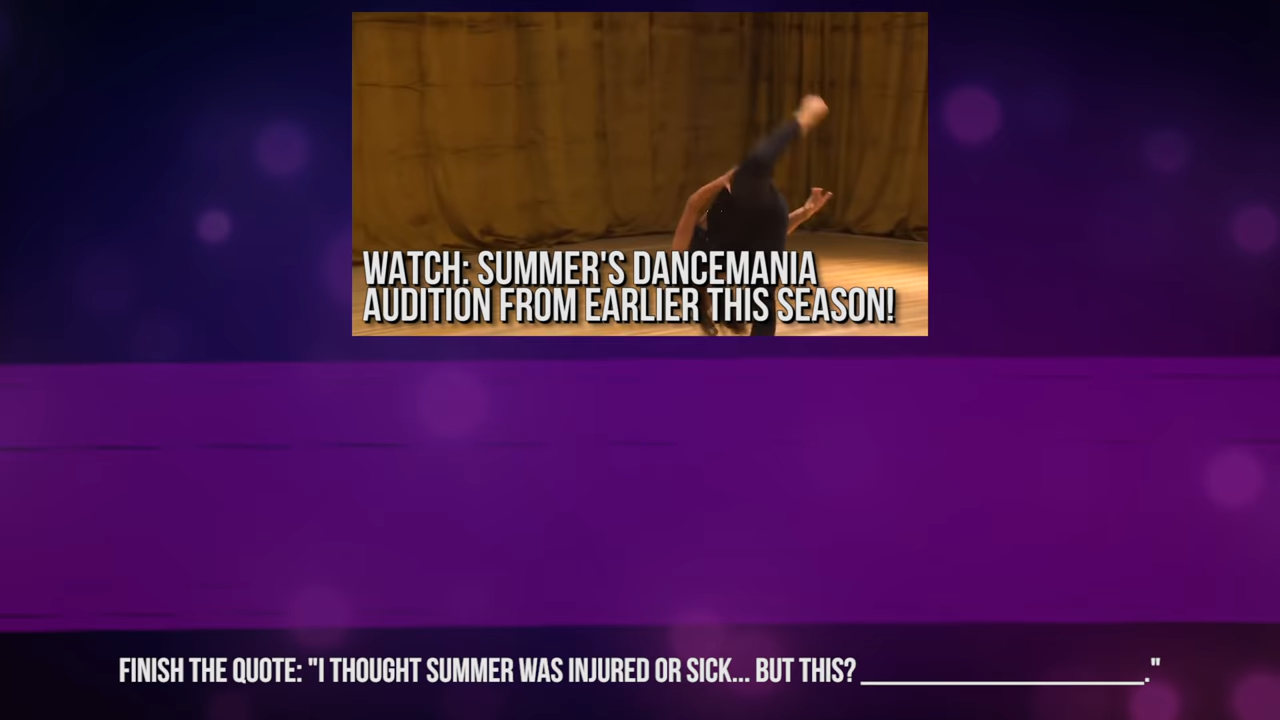 WATCH: SUMMER'S DANCEMANIA
AUDITION FROM EARLIER THIS SEASON!
FINISH THE QUOTE: "I THOUGHT SUMMER WAS INJURED OR SICK... BUT THIS? ____________________."